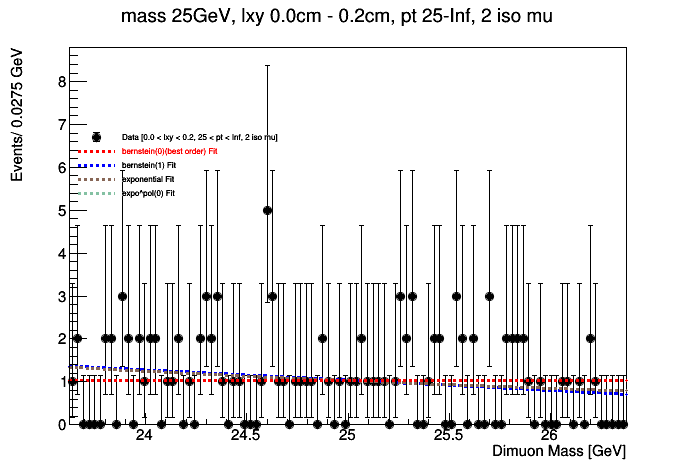 mass 25GeV, lxy 0.0cm - 0.2cm, pt 25-Inf, 2 iso mu
Events/ 0.0275 GeV
8
7
6
5
4
3
2
1
0
Data [0.0 < lxy < 0.2, 25 < pt < Inf, 2 iso mu]
bernstein(0)(best order) Fit
bernstein(1) Fit
exponential Fit
expo*pol(0) Fit
24
24.5
25
25.5
26
Dimuon Mass [GeV]